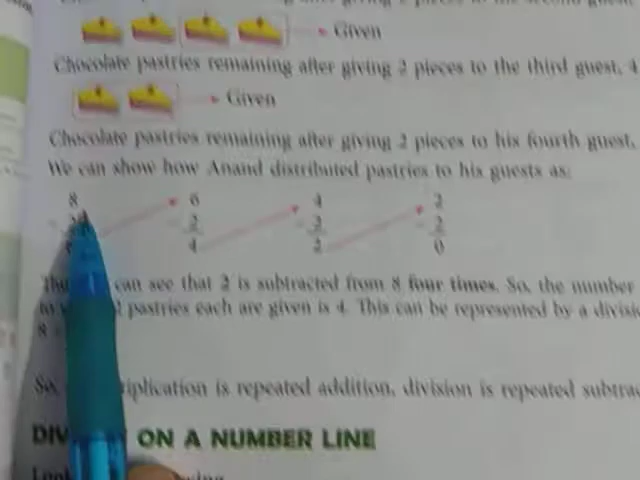 Given
Chocolate pastries remaining after giving 2 pieces to the third guest, 4
Given
Chocolate pastries remaining after giving 2 pieces to his fourth guest,
We can show how Anand distributed pastries to his guests as:
8 6 4 2
- 2 - 2 - 2
4 2 0
can see that 2 is subtracted from 8 four times. So, the number
pastries each are given is 4. This can be represented by a
8
So, is repeated addition, division is repeated
ON A NUMBER LINE